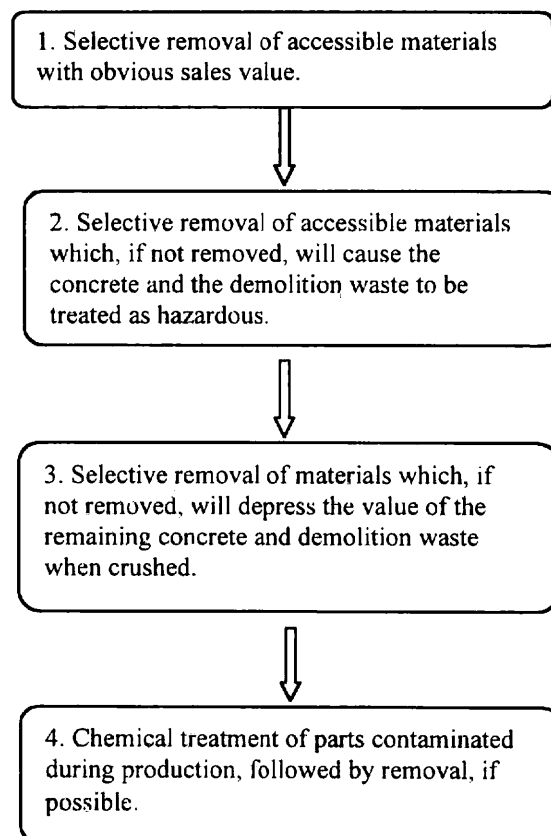 1. Selective removal of accessible materials
with obvious sales value.
2. Selective removal of accessible materials
which, if not removed, will cause the
concrete and the demolition waste to be
treated as hazardous.
3. Selective removal of materials which, if
not removed, will depress the value of the
remaining concrete and demolition waste
when crushed.
4. Chemical treatment of parts contaminated
during production, followed by removal, if
possible.